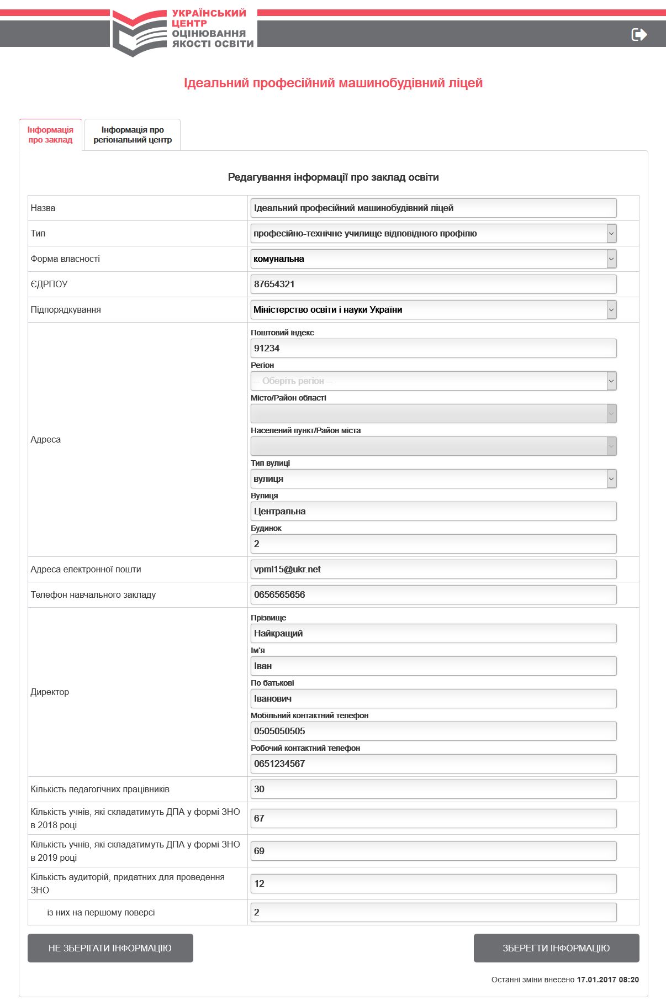 УКРАЇНСЬКИЙ
ЦЕНТР
ОЦІНЮВАННЯ
ЯКОСТІ ОСВІТИ
Ідеальний професійний машинобудівний ліцей
Інформація
про заклад
Інформація про
регіональний центр
Редагування інформації про заклад освіти
Назва
Ідеальний професійний машинобудівний ліцей
Тип
професійно-технічне училище відповідного профілю
Форма власності
комунальна
ЄДРПОУ
87654321
Підпорядкування
Міністерство освіти і науки України
Адреса
Поштовий індекс
91234
Регіон
-- Оберіть регіон --
Місто/Район області
Населений пункт/Район міста
Тип вулиці
вулиця
Вулиця
Центральна
Будинок
2
Адреса електронної пошти
vpml15@ukr.net
Телефон навчального закладу
0656565656
Директор
Прізвище
Найкращий
Ім'я
Іван
По батькові
Іванович
Мобільний контактний телефон
0505050505
Робочий контактний телефон
0651234567
Кількість педагогічних працівників
30
Кількість учнів, які складатимуть ДПА у формі ЗНО
в 2018 році
67
Кількість учнів, які складатимуть ДПА у формі ЗНО
в 2019 році
69
Кількість аудиторій, придатних для проведення
ЗНО
12
із них на першому поверсі
2
НЕ ЗБЕРІГАТИ ІНФОРМАЦІЮ
ЗБЕРЕГТИ ІНФОРМАЦІЮ
Останні зміни внесено 17.01.2017 08:20